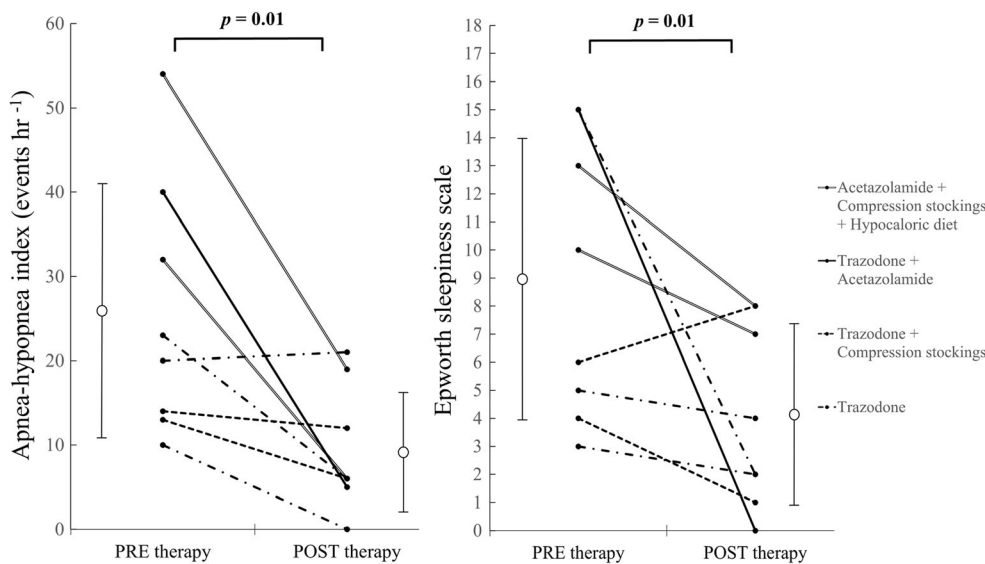 p = 0.01
Apnea-hypopnea index (events hr -1)
60
50
40
30
20
10
0
PRE therapy
POST therapy
p = 0.01
Epworth sleepiness scale
18
17
16
15
14
13
12
11
10
9
8
7
6
5
4
3
2
1
0
PRE therapy
POST therapy
Acetazolamide +
Compression stockings
+ Hypocaloric diet
Trazodone +
Acetazolamide
Trazodone +
Compression stockings
Trazodone